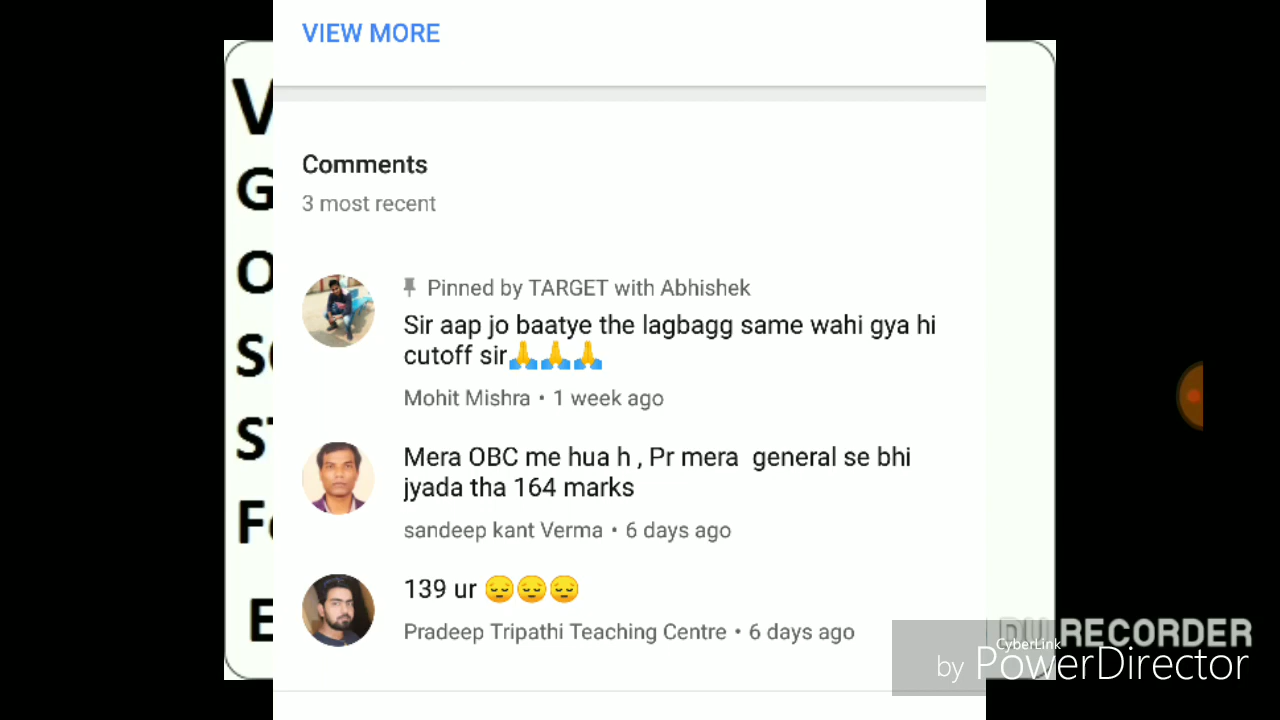 VIEW MORE
Comments
3 most recent
Pinned by TARGET with Abhishek
Sir aap jo baatye the lagbagg same wahi gya hi
cutoff sir🙏🙏🙏
Mohit Mishra • 1 week ago
Mera OBC me hua h , Pr mera general se bhi
jyada tha 164 marks
sandeep kant Verma • 6 days ago
139 ur 😔😔😔
Pradeep Tripathi Teaching Centre • 6 days ago
DU RECORDER
CyberLink
by PowerDirector